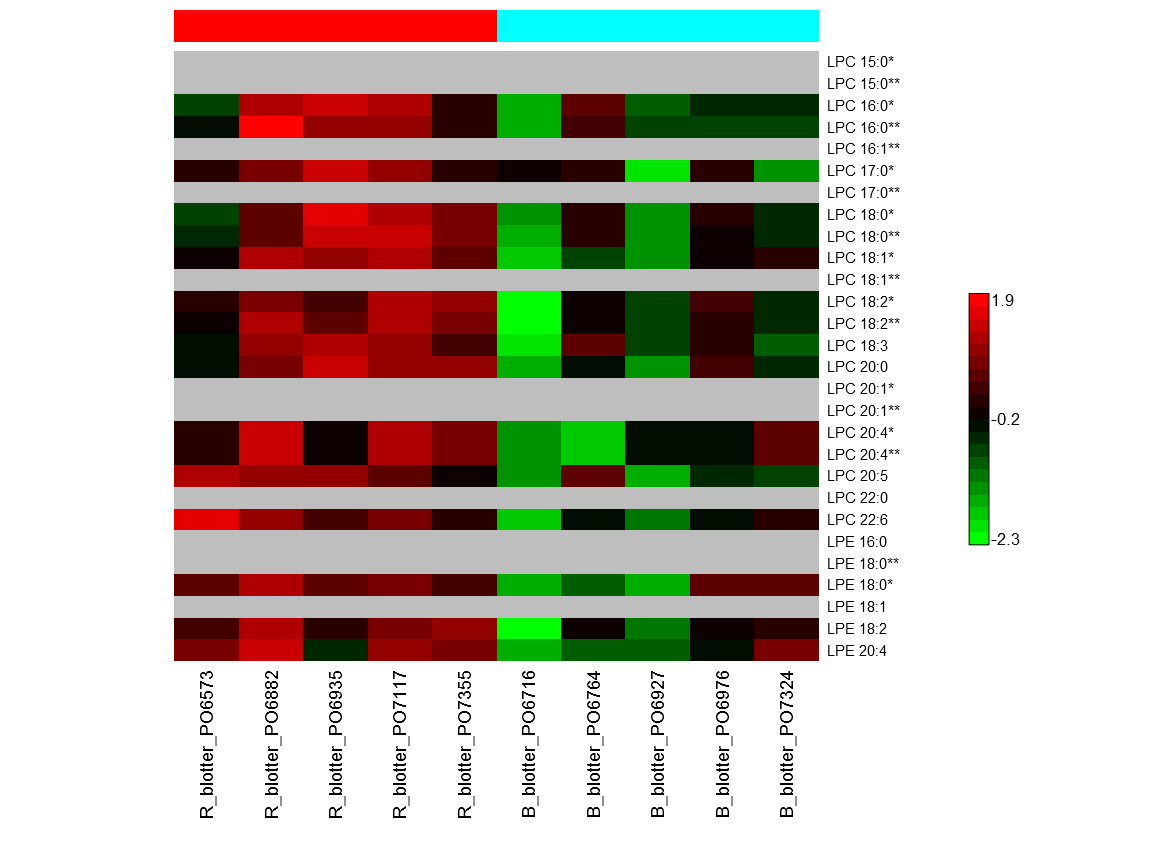 LPC 15:0*
LPC 15:0**
LPC 16:0*
LPC 16:0**
LPC 16:1**
LPC 17:0*
LPC 17:0**
LPC 18:0*
LPC 18:0**
LPC 18:1*
LPC 18:1**
LPC 18:2*
LPC 18:2**
LPC 18:3
LPC 20:0
LPC 20:1*
LPC 20:1**
LPC 20:4*
LPC 20:4**
LPC 20:5
LPC 22:0
LPC 22:6
LPE 16:0
LPE 18:0**
LPE 18:0*
LPE 18:1
LPE 18:2
LPE 20:4
1.9
-0.2
-2.3
R_blotter_PO6573
R_blotter_PO6882
R_blotter_PO6935
R_blotter_PO7117
R_blotter_PO7355
B_blotter_PO6716
B_blotter_PO6764
B_blotter_PO6927
B_blotter_PO6976
B_blotter_PO7324